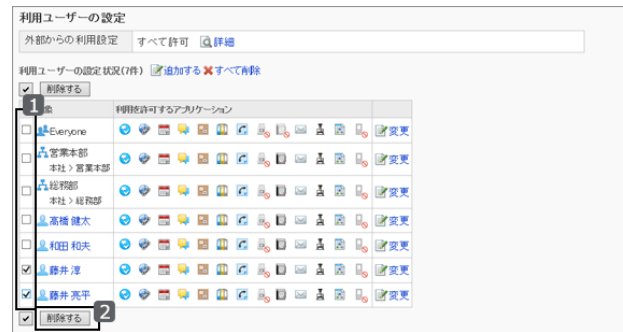 利用ユーザーの設定
外部からの利用設定 すべて許可 詳細
利用ユーザーの設定状況(7件) 追加する すべて削除
削除する
1
象 利用を許可するアプリケーション
Everyone 変更
営業本部 変更
本社 > 営業本部
総務部 変更
本社 > 総務部
高橋 健太 変更
和田 和夫 変更
藤井 淳 変更
藤井 亮平 変更
2
削除する